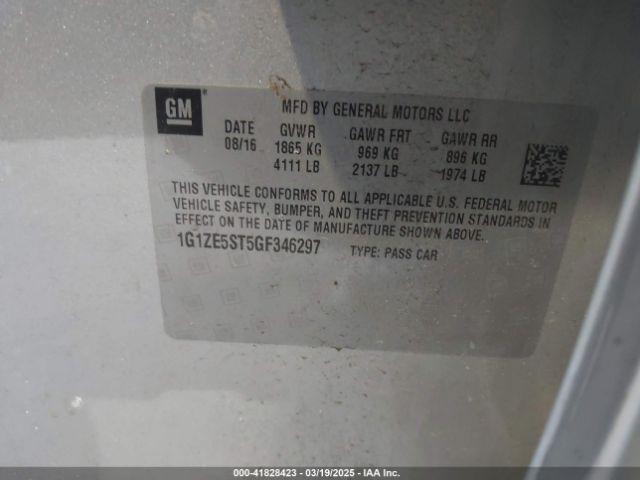 GM
MFD BY GENERAL MOTORS LLC
DATE GVWR GAWR FRT GAWR RR
08/16 1865 KG 969 KG 896 KG
4111 LB 2137 LB 1974 LB
THIS VEHICLE CONFORMS TO ALL APPLICABLE U.S. FEDERAL MOTOR
VEHICLE SAFETY, BUMPER, AND THEFT PREVENTION STANDARDS IN
EFFECT ON THE DATE OF MANUFACTURE SHOWN ABOVE.
1G1ZE5ST5GF346297 TYPE: PASS CAR
000-41828423 — 03/19/2025 — IAAI.COM